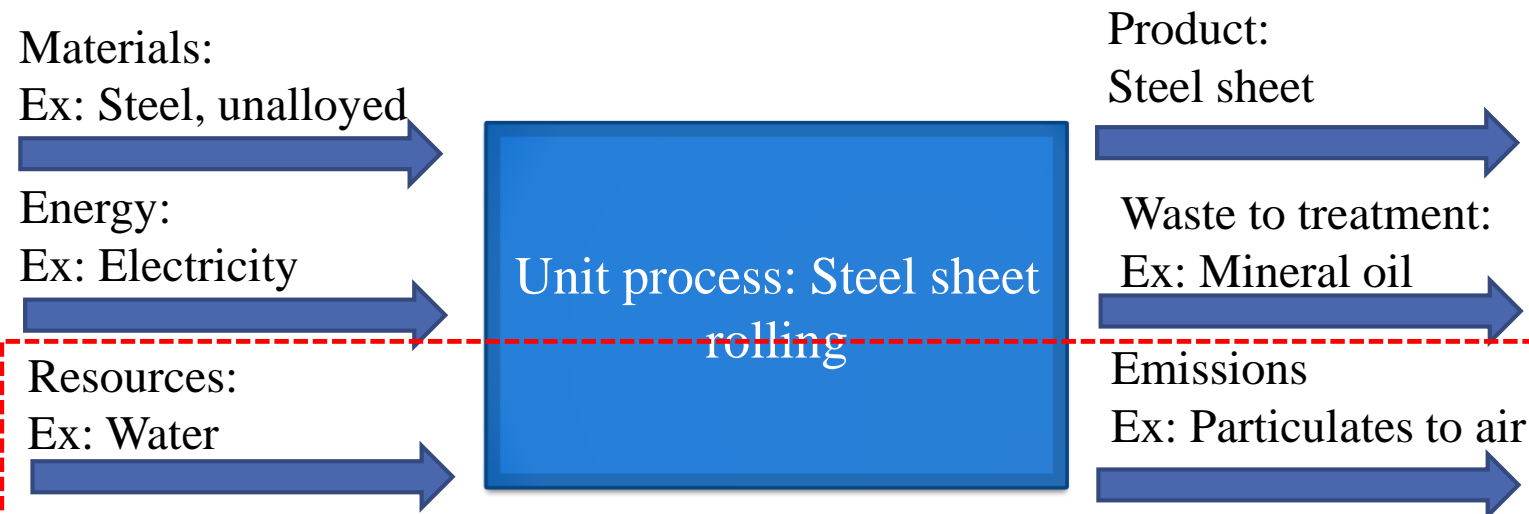 Materials:
Ex: Steel, unalloyed
Energy:
Ex: Electricity
Resources:
Ex: Water
Unit process: Steel sheet
rolling
Product:
Steel sheet
Waste to treatment:
Ex: Mineral oil
Emissions
Ex: Particulates to air